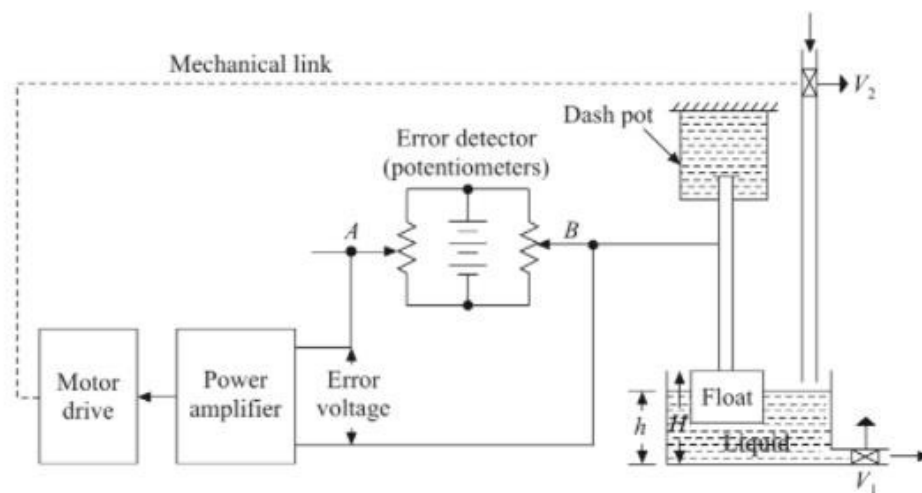 Mechanical link
V2
Dash pot
Error detector
(potentiometers)
A
B
Motor
drive
Power
amplifier
Error
voltage
Float
h
H
Liquid
V1